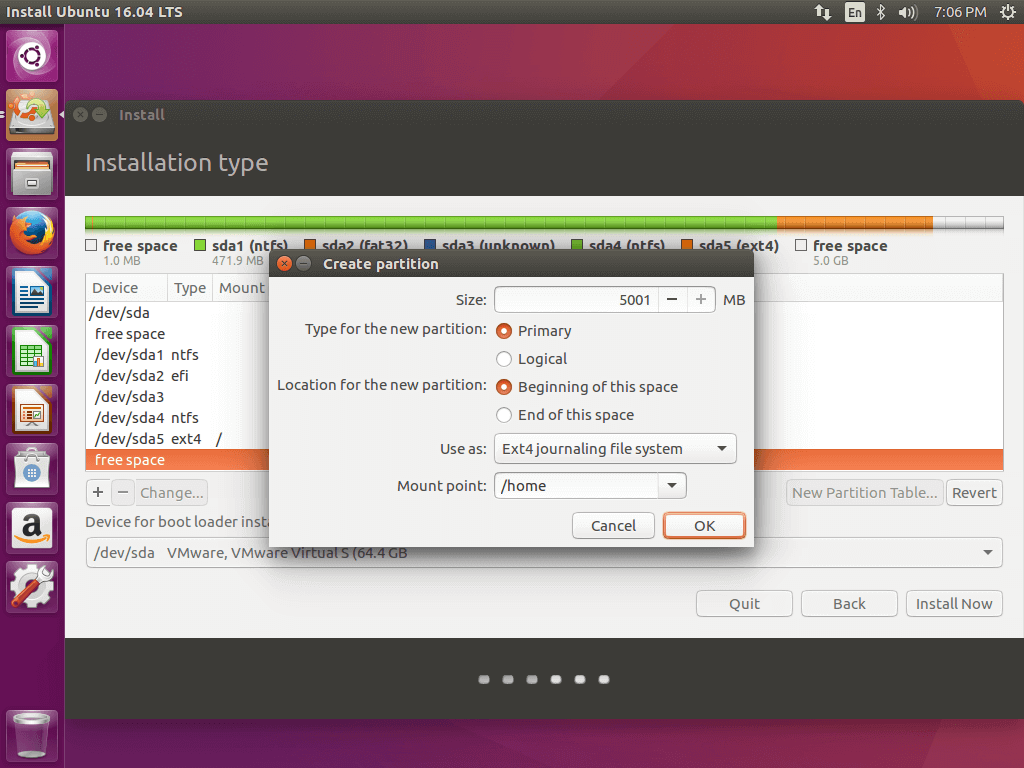 Install Ubuntu 16.04 LTS
En
7:06 PM
Install
Installation type
free space sda1 (ntfs) sda2 (fat32) sda3 (unknown) sda4 (ntfs) sda5 (ext4) free space
1.0 MB 471.9 MB 5.0 GB
Create partition
Size: 5001 MB
Type for the new partition: Primary
Logical
Location for the new partition: Beginning of this space
End of this space
Use as: Ext4 journaling file system
Mount point: /home
Cancel OK
Device Type Mount
/dev/sda
free space
/dev/sda1 ntfs
/dev/sda2 efi
/dev/sda3
/dev/sda4 ntfs
/dev/sda5 ext4 /
free space
+ − Change... New Partition Table... Revert
Device for boot loader
/dev/sda VMware, VMware Virtual S (64.4 GB
Quit Back Install Now
a